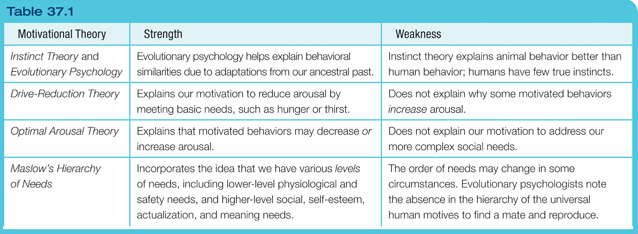 Table 37.1
Motivational Theory
Strength
Weakness
Instinct Theory and
Evolutionary Psychology
Evolutionary psychology helps explain behavioral
similarities due to adaptations from our ancestral past.
Instinct theory explains animal behavior better than
human behavior; humans have few true instincts.
Drive-Reduction Theory
Explains our motivation to reduce arousal by
meeting basic needs, such as hunger or thirst.
Does not explain why some motivated behaviors
increase arousal.
Optimal Arousal Theory
Explains that motivated behaviors may decrease or
increase arousal.
Does not explain our motivation to address our
more complex social needs.
Maslow's Hierarchy
of Needs
Incorporates the idea that we have various levels
of needs, including lower-level physiological and
safety needs, and higher-level social, self-esteem,
actualization, and meaning needs.
The order of needs may change in some
circumstances. Evolutionary psychologists note
the absence in the hierarchy of the universal
human motives to find a mate and reproduce.